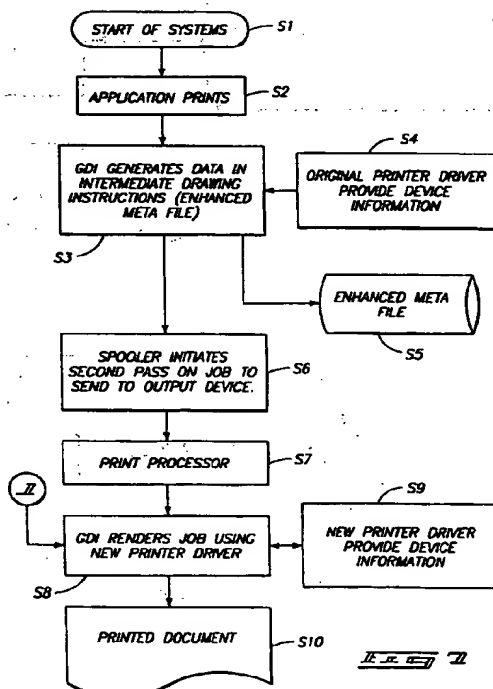 START OF SYSTEMS
S1
APPLICATION PRINTS
S2
GDI GENERATES DATA IN
INTERMEDIATE DRAWING
INSTRUCTIONS (ENHANCED
META FILE)
S3
S4
ORIGINAL PRINTER DRIVER
PROVIDE DEVICE
INFORMATION
ENHANCED META
FILE
S5
SPOOLER INITIATES
SECOND PASS ON JOB TO
SEND TO OUTPUT DEVICE.
S6
PRINT PROCESSOR
S7
GDI RENDERS JOB USING
NEW PRINTER DRIVER
S8
S9
NEW PRINTER DRIVER
PROVIDE DEVICE
INFORMATION
PRINTED DOCUMENT
S10